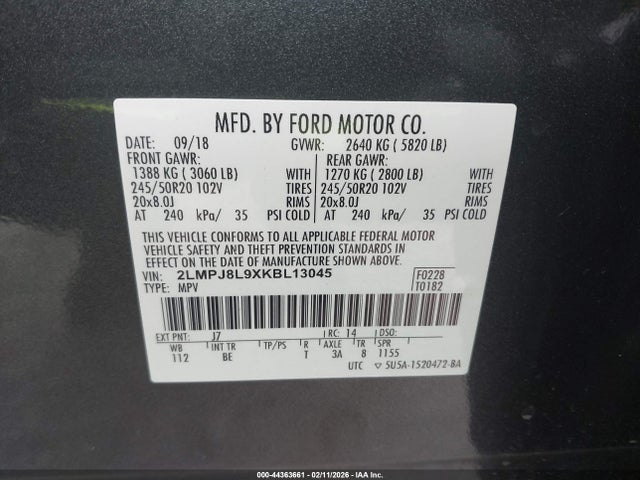 MFD. BY FORD MOTOR CO.
DATE: 09/18 GVWR: 2640 KG ( 5820 LB)
FRONT GAWR: REAR GAWR:
1388 KG ( 3060 LB) WITH 1270 KG ( 2800 LB) WITH
245/50R20 102V TIRES 245/50R20 102V TIRES
20x8.0J RIMS 20x8.0J RIMS
AT 240 kPa/ 35 PSI COLD AT 240 kPa/ 35 PSI COLD
THIS VEHICLE CONFORMS TO ALL APPLICABLE FEDERAL MOTOR
VEHICLE SAFETY AND THEFT PREVENTION STANDARDS IN
EFFECT ON THE DATE OF MANUFACTURE SHOWN ABOVE.
VIN: 2LMPJ8L9XKBL13045 F0228
TYPE: MPV T0182
EXT PNT: J7 RC: 14 DSO:
WB INT TR TP/PS R AXLE TR SPR
112 BE T 3A 8 1155
UTC ▽ 5U5A-1520472-BA
000-44363661 - 02/11/2026 - IAA Inc.